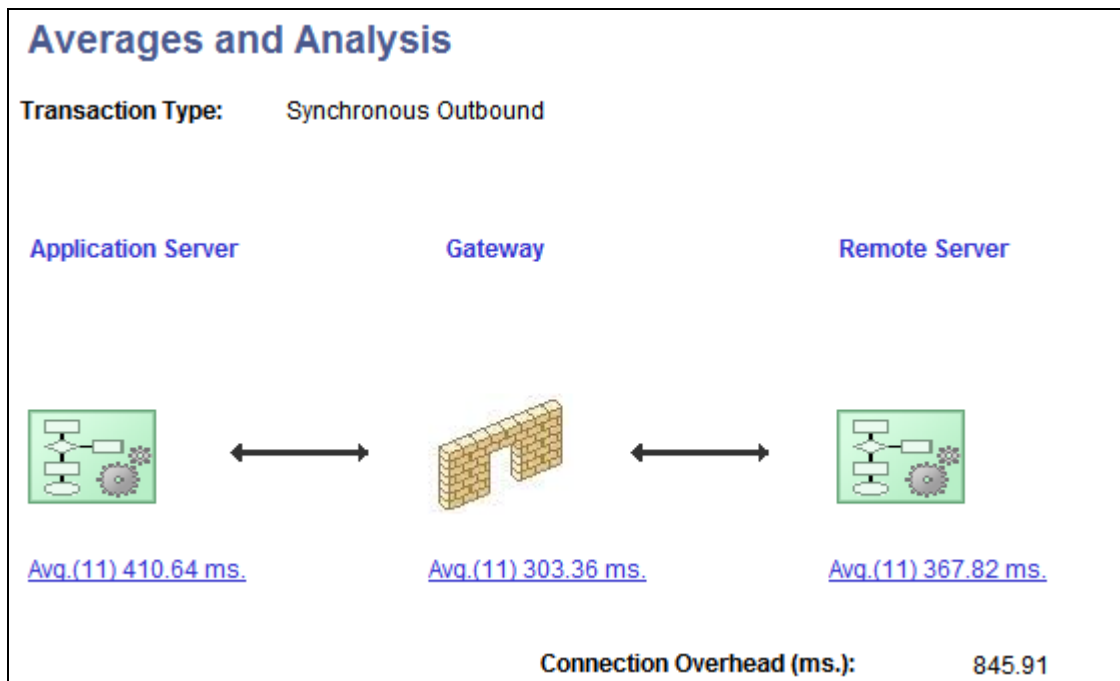 Averages and Analysis
Transaction Type: Synchronous Outbound
Application Server Gateway Remote Server
Avg.(11) 410.64 ms. Avg.(11) 303.36 ms. Avg.(11) 367.82 ms.
Connection Overhead (ms.): 845.91